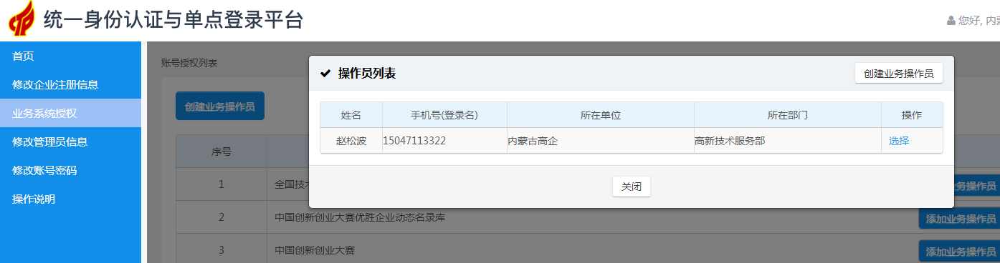 统一身份认证与单点登录平台
您好, 内蒙
首页
修改企业注册信息
业务系统授权
修改管理员信息
修改账号密码
操作说明
账号授权列表
创建业务操作员
操作员列表
创建业务操作员
姓名 手机号(登录名) 所在单位 所在部门 操作
赵松波 15047113322 内蒙古高企 高新技术服务部 选择
关闭
序号
1 全国技 务操作员
2 中国创新创业大赛优胜企业动态名录库 添加业务操作员
3 中国创新创业大赛 添加业务操作员